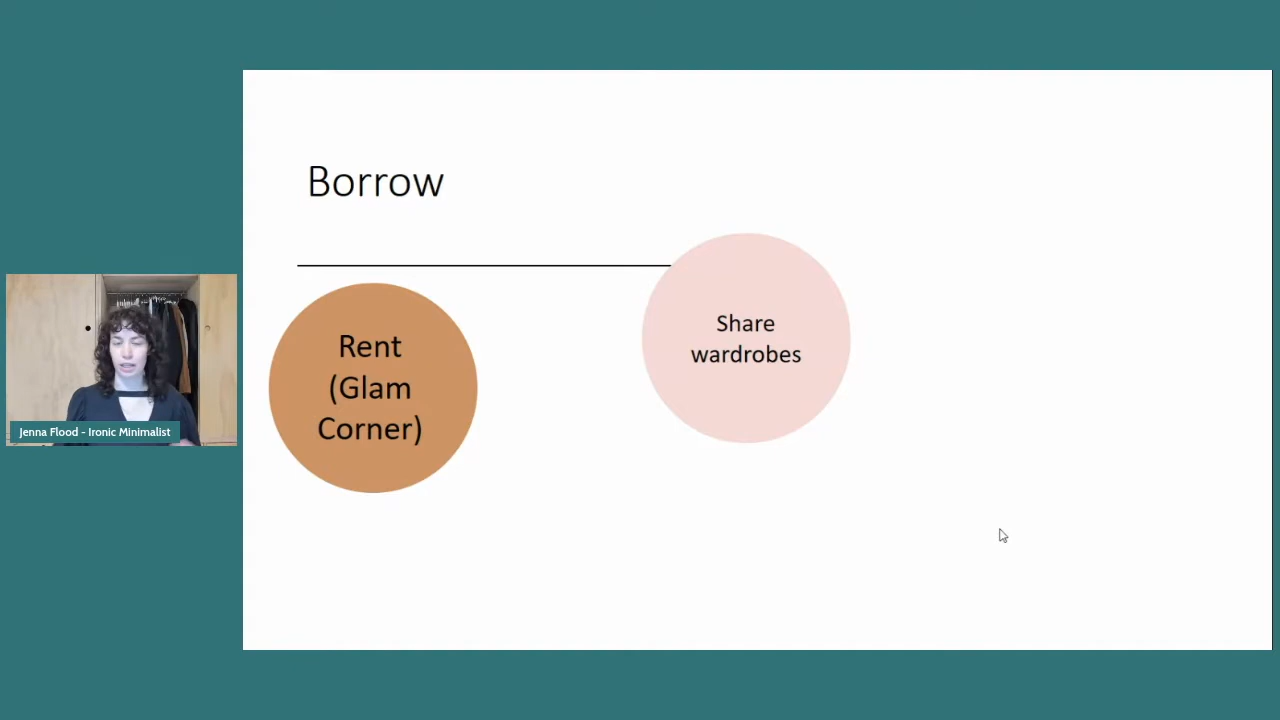 Borrow
Rent
(Glam
Corner)
Share
wardrobes
Jenna Flood - Ironic Minimalist